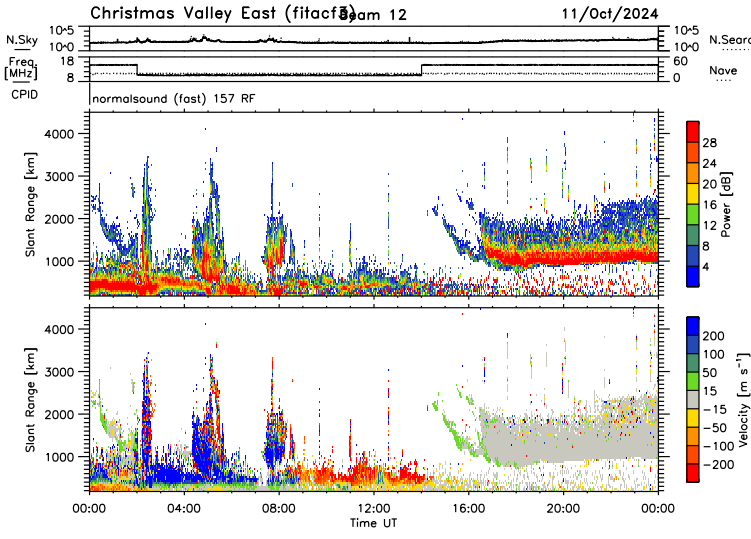 Christmas Valley East (fitacf3) Beam 12 11/Oct/2024
N.Sky 10^5 10^0 10^5 10^0 N.Searc
Freq. [MHz] 18 8 60 0 Nave
CPID normalsound (fast) 157 RF
Slant Range [km] 4000 3000 2000 1000
Power [dB] 28 24 20 16 12 8 4
Slant Range [km] 4000 3000 2000 1000
Velocity [m s⁻¹] 200 100 50 15 −15 −50 −100 −200
00:00 04:00 08:00 12:00 16:00 20:00 00:00
Time UT